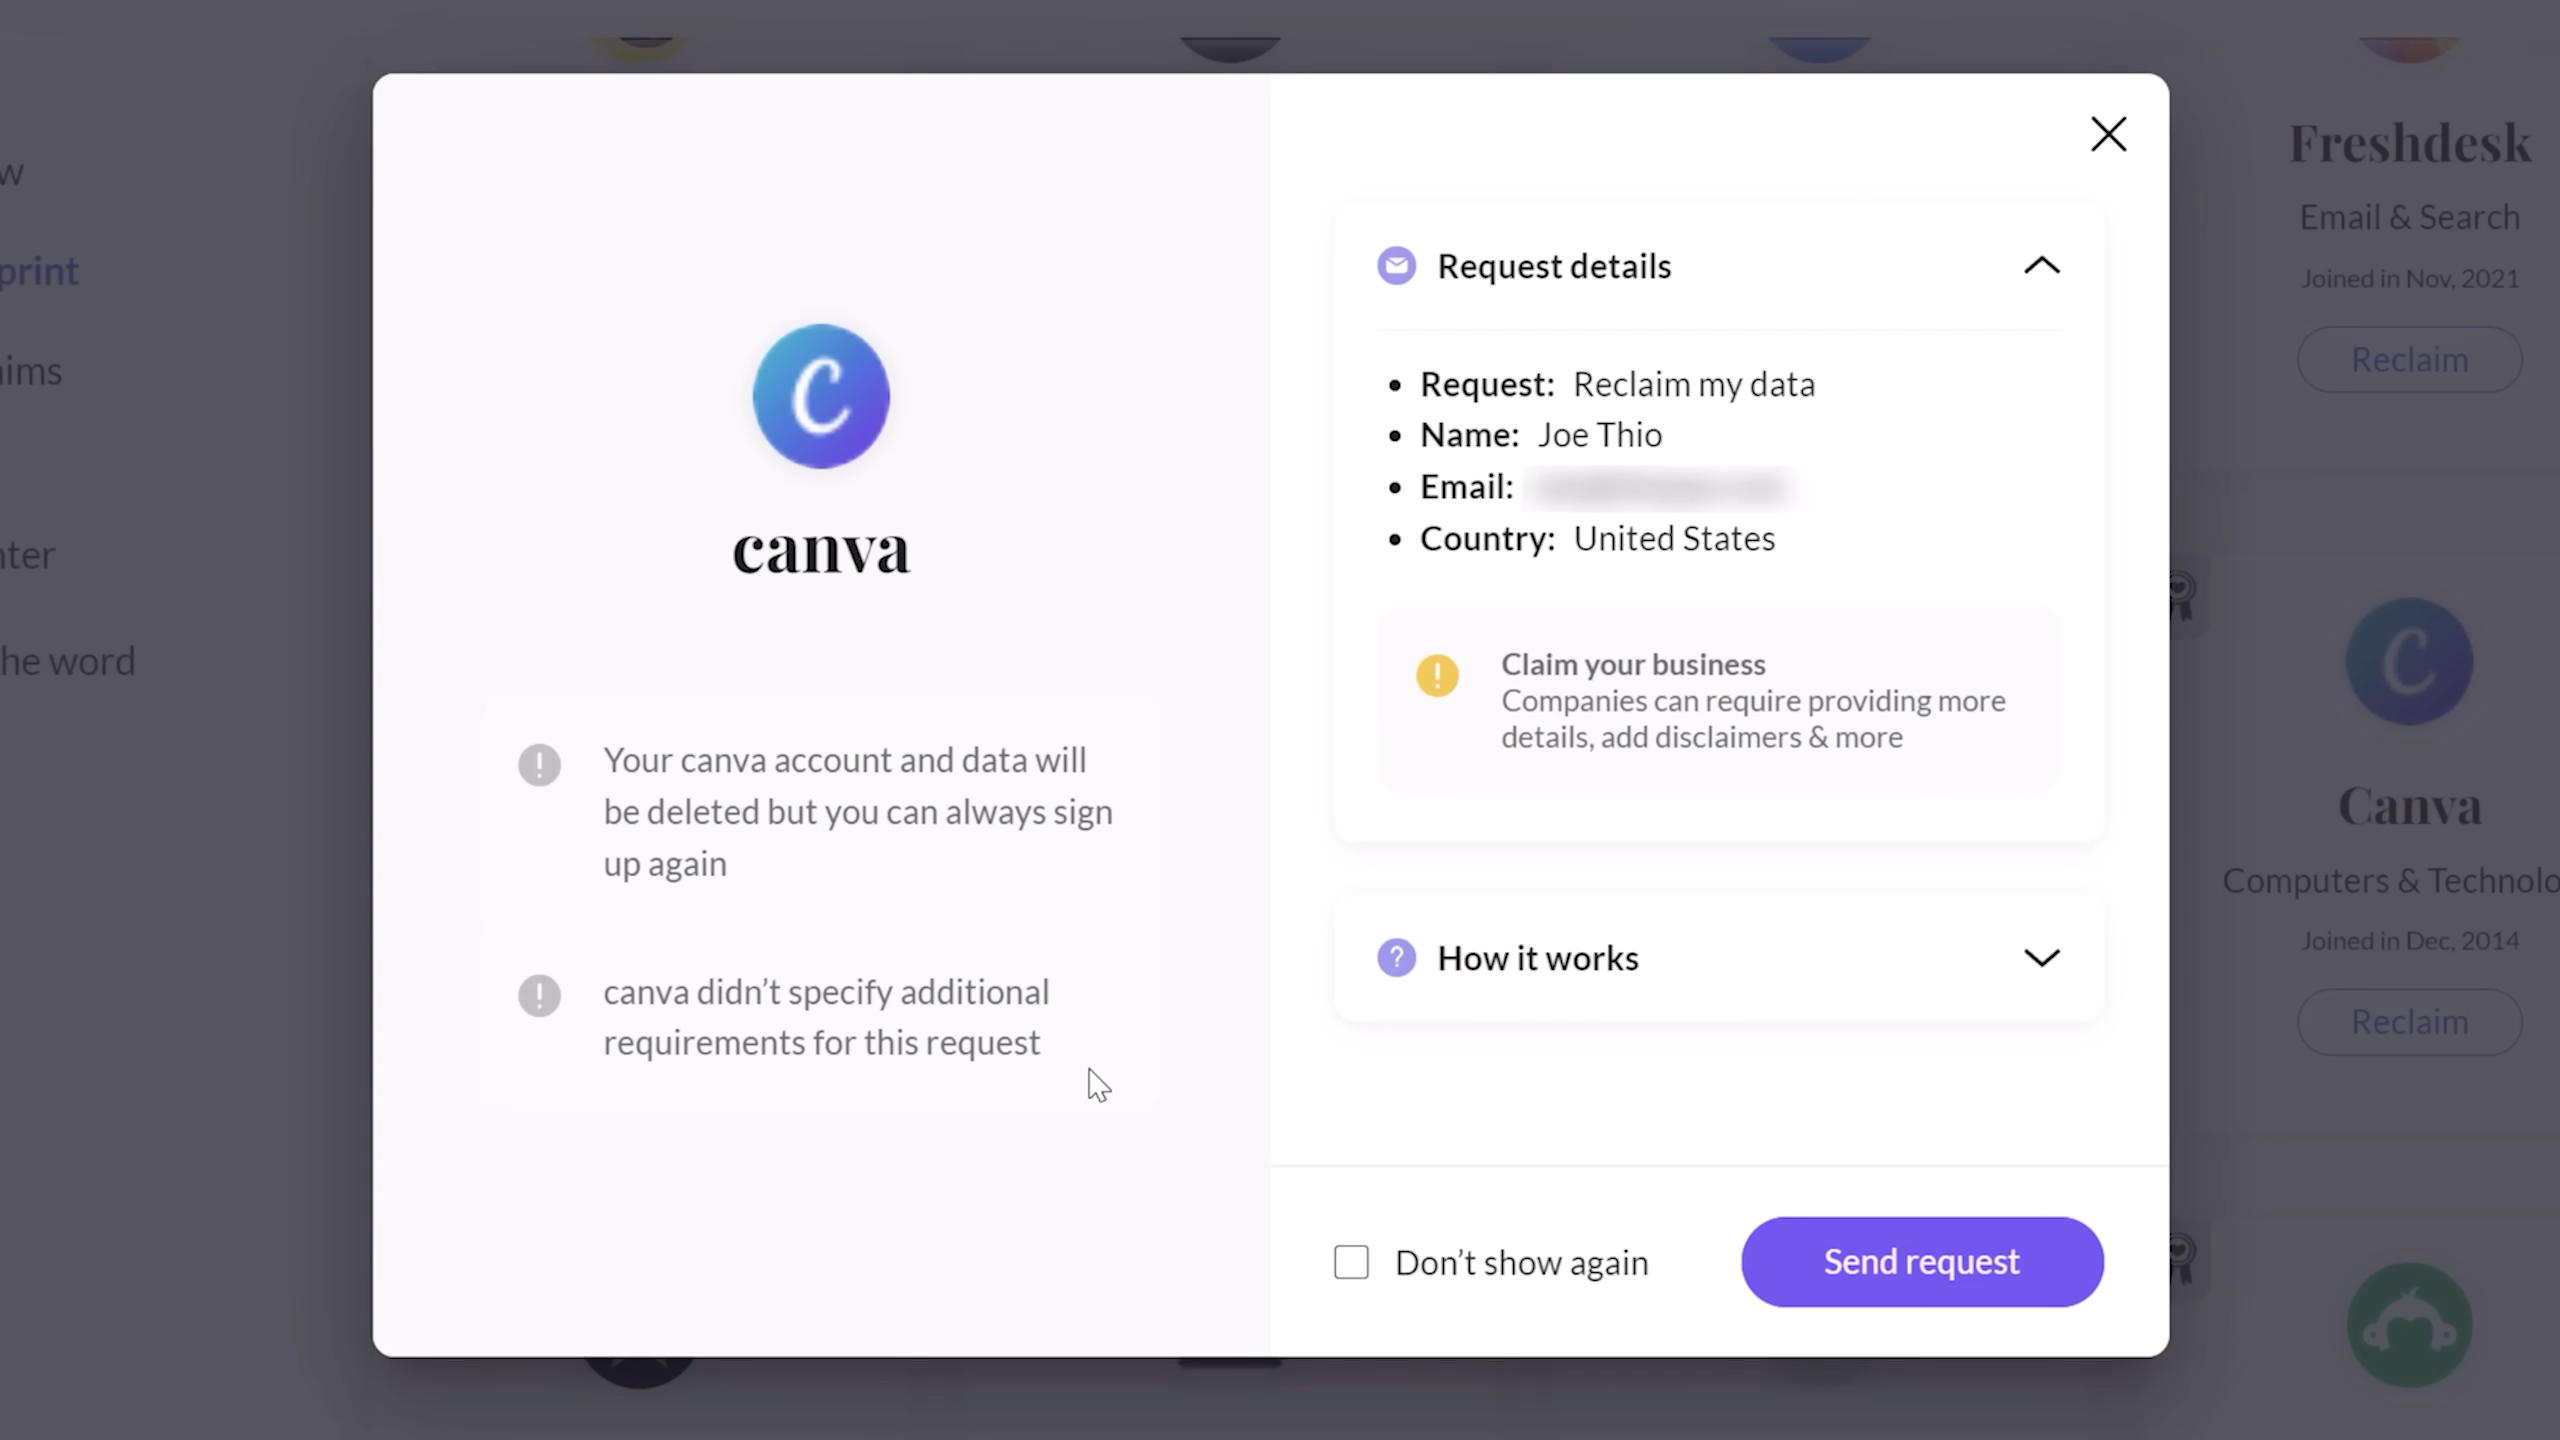 w
print
ims
nter
he word
canva
Your canva account and data will
be deleted but you can always sign
up again
canva didn’t specify additional
requirements for this request
Request details
Request: Reclaim my data
Name: Joe Thio
Email:
Country: United States
Claim your business
Companies can require providing more
details, add disclaimers & more
How it works
Don’t show again
Send request
Freshdesk
Email & Search
Joined in Nov, 2021
Reclaim
Canva
Computers & Technolo
Joined in Dec, 2014
Reclaim